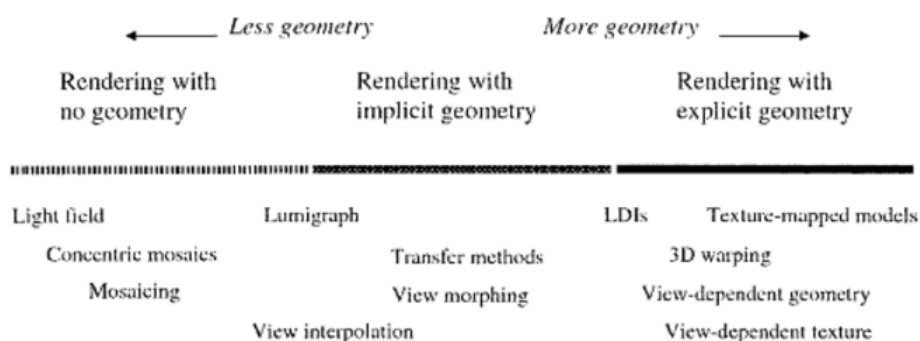 Less geometry More geometry
Rendering with no geometry
Rendering with implicit geometry
Rendering with explicit geometry
Light field Lumigraph LDIs Texture-mapped models
Concentric mosaics Transfer methods 3D warping
Mosaicing View morphing View-dependent geometry
View interpolation View-dependent texture